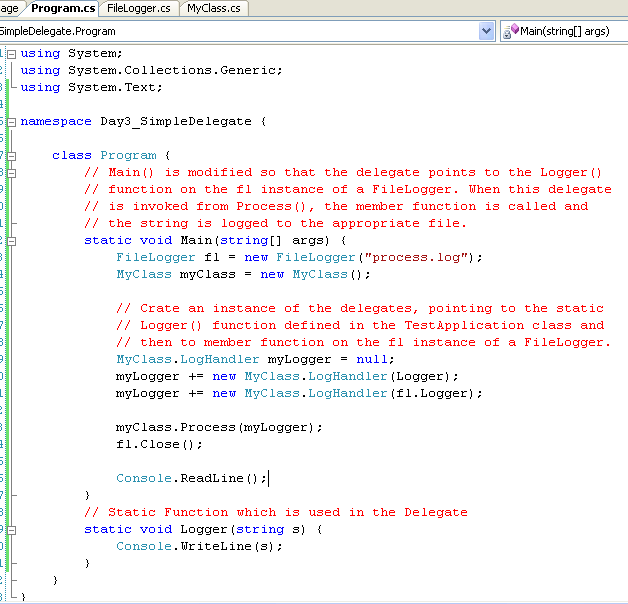 age Program.cs FileLogger.cs MyClass.cs
SimpleDelegate.Program Main(string[] args)
using System;
using System.Collections.Generic;
using System.Text;
namespace Day3_SimpleDelegate {
class Program {
// Main() is modified so that the delegate points to the Logger()
// function on the fl instance of a FileLogger. When this delegate
// is invoked from Process(), the member function is called and
// the string is logged to the appropriate file.
static void Main(string[] args) {
FileLogger fl = new FileLogger("process.log");
MyClass myClass = new MyClass();
// Crate an instance of the delegates, pointing to the static
// Logger() function defined in the TestApplication class and
// then to member function on the fl instance of a FileLogger.
MyClass.LogHandler myLogger = null;
myLogger += new MyClass.LogHandler(Logger);
myLogger += new MyClass.LogHandler(fl.Logger);
myClass.Process(myLogger);
fl.Close();
Console.ReadLine();
}
// Static Function which is used in the Delegate
static void Logger(string s) {
Console.WriteLine(s);
}
}
}